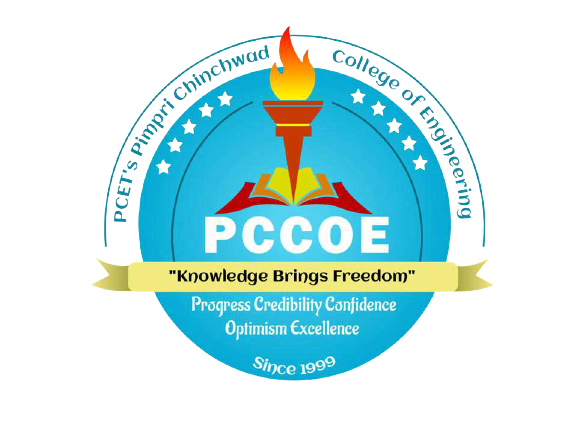 PCET's Pimpri Chinchwad College of Engineering
PCCOE
"Knowledge Brings Freedom"
Progress Credibility Confidence
Optimism Excellence
Since 1999